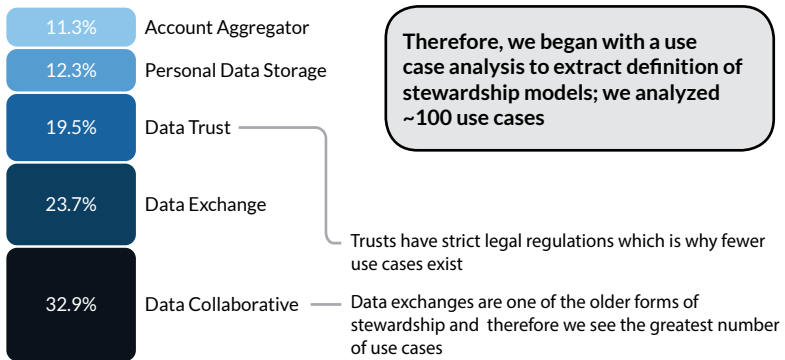 11.3% Account Aggregator
12.3% Personal Data Storage
19.5% Data Trust
23.7% Data Exchange
32.9% Data Collaborative
Therefore, we began with a use
case analysis to extract definition of
stewardship models; we analyzed
~100 use cases
Trusts have strict legal regulations which is why fewer
use cases exist
Data exchanges are one of the older forms of
stewardship and therefore we see the greatest number
of use cases